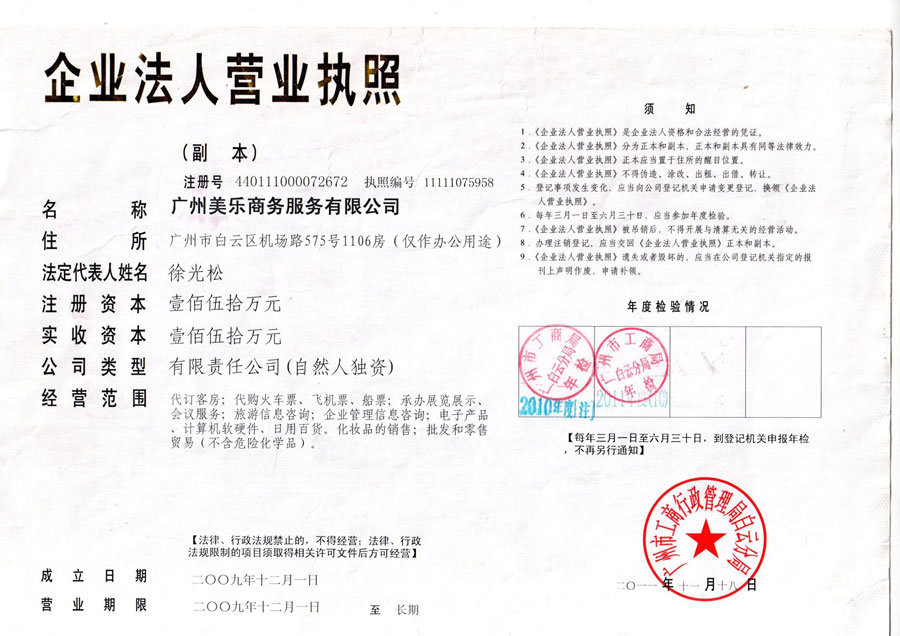 企业法人营业执照
（副 本）
注册号 440111000072672 执照编号 11111075958
名 称 广州美乐商务服务有限公司
住 所 广州市白云区机场路575号1106房（仅作办公用途）
法定代表人姓名 徐光松
注册资本 壹佰伍拾万元
实收资本 壹佰伍拾万元
公司类型 有限责任公司(自然人独资)
经营范围 代订客房；代购火车票、飞机票、船票；承办展览展示、
会议服务；旅游信息咨询；企业管理信息咨询；电子产品
、计算机软硬件、日用百货、化妆品的销售；批发和零售
贸易（不含危险化学品）。
【法律、行政法规禁止的，不得经营；法律、行政
法规限制的项目须取得相关许可文件后方可经营】
成立日期 二〇〇九年十二月一日
营业期限 二〇〇九年十二月一日 至 长期
须 知
1．《企业法人营业执照》是企业法人资格和合法经营的凭证。
2．《企业法人营业执照》分为正本和副本，正本和副本具有同等法律效力。
3．《企业法人营业执照》正本应当置于住所的醒目位置。
4．《企业法人营业执照》不得伪造、涂改、出租、出借、转让。
5．登记事项发生变化，应当向公司登记机关申请变更登记，换领《企业法
人营业执照》。
6．每年三月一日至六月三十日，应当参加年度检验。
7．《企业法人营业执照》被吊销后，不得开展与清算无关的经营活动。
8．办理注销登记，应当交回《企业法人营业执照》正本和副本。
9．《企业法人营业执照》遗失或者毁坏的，应当在公司登记机关指定的报
刊上声明作废，申请补领。
年度检验情况
广州市工商局
白云分局
年检
2010年度[注]
广州市工商局
白云分局
年检
【每年三月一日至六月三十日，到登记机关申报年检
，不再另行通知】
广州市工商行政管理局白云分局
二〇一一 年 十一 月 十八 日